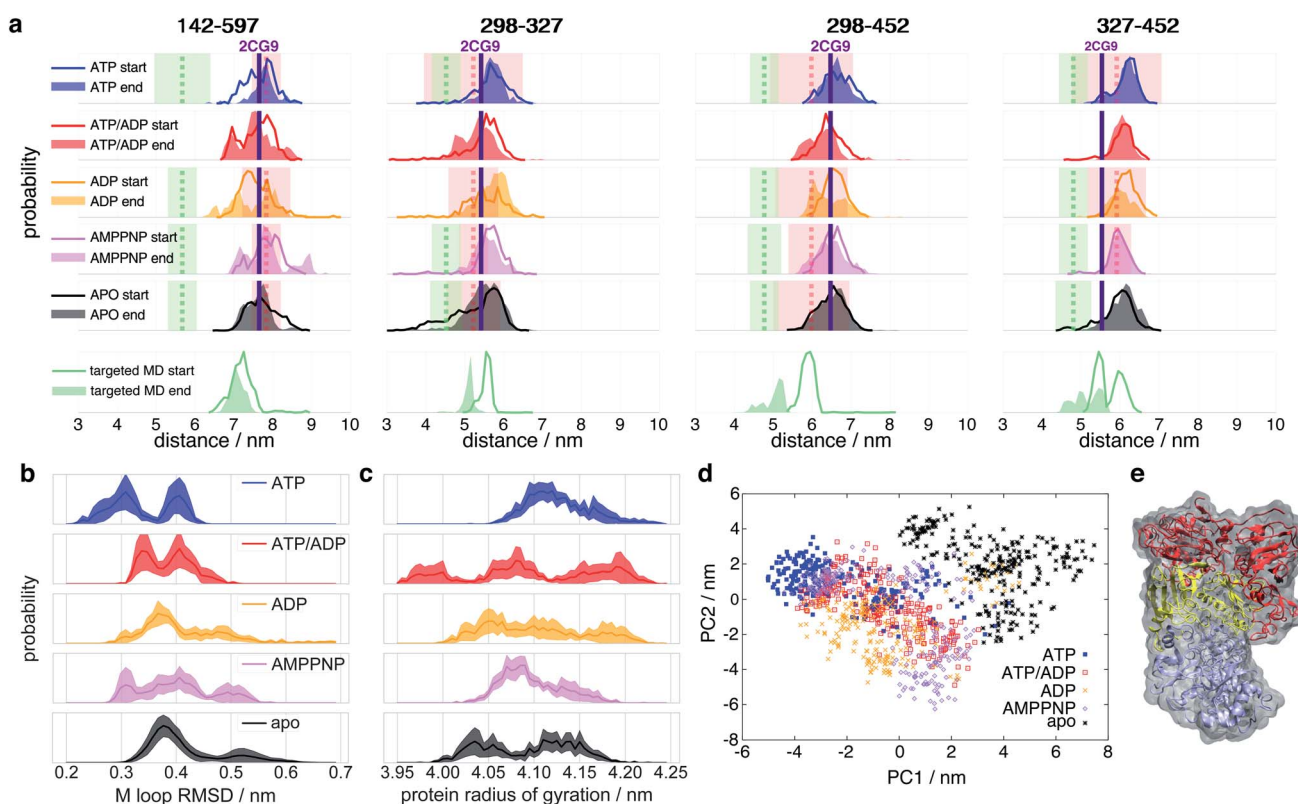 a
142-597
298-327
298-452
327-452
2CG9
2CG9
2CG9
2CG9
ATP start
ATP end
ATP/ADP start
ATP/ADP end
ADP start
ADP end
AMPPNP start
AMPPNP end
APO start
APO end
targeted MD start
targeted MD end
probability
3 4 5 6 7 8 9 10
3 4 5 6 7 8 9 10
3 4 5 6 7 8 9 10
3 4 5 6 7 8 9 10
distance / nm
distance / nm
distance / nm
distance / nm
b
ATP
ATP/ADP
ADP
AMPPNP
apo
probability
0.2 0.3 0.4 0.5 0.6 0.7
M loop RMSD / nm
c
3.95 4.00 4.05 4.10 4.15 4.20 4.25
protein radius of gyration / nm
d
6
4
2
0
-2
-4
-6
-8
PC2 / nm
ATP
ATP/ADP
ADP
AMPPNP
apo
-6 -4 -2 0 2 4 6 8
PC1 / nm
e